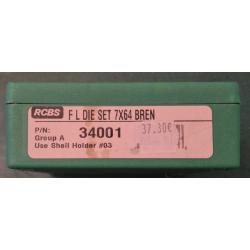 RCBS
F L DIE SET 7X64 BREN
P/N:
34001
Group A
Use Shell Holder #03
37.30€